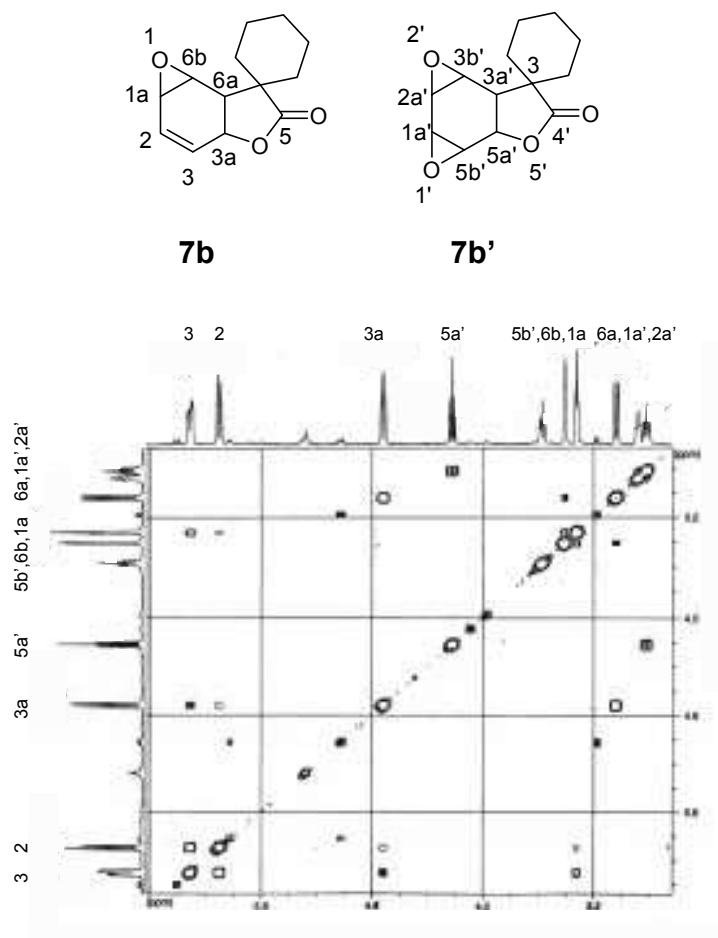 1
O
6b
6a
1a
2
3
3a
O
5
O
2'
O
3b'
3a'
3
2a'
1a'
O
1'
5b'
5a'
O
5'
4'
O
7b
7b’
3 2 3a 5a’ 5b’,6b,1a 6a,1a’,2a’
6a,1a’,2a’
5b’,6b,1a
5a’
3a
2
3